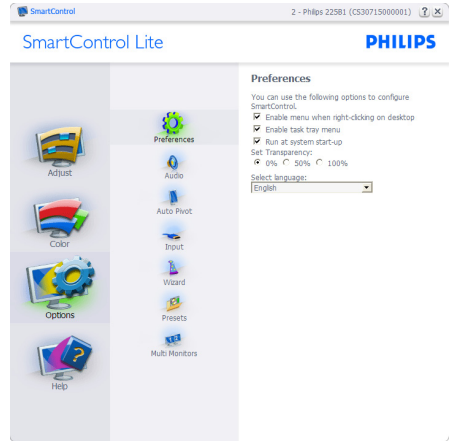 SmartControl
2 - Philips 225B1 (CS30715000001)
?
×
SmartControl Lite
PHILIPS
Adjust
Color
Options
Help
Preferences
Audio
Auto Pivot
Input
Wizard
Presets
Multi Monitors
Preferences
You can use the following options to configure
SmartControl.
Enable menu when right-clicking on desktop
Enable task tray menu
Run at system start-up
Set Transparency:
0% 50% 100%
Select language:
English